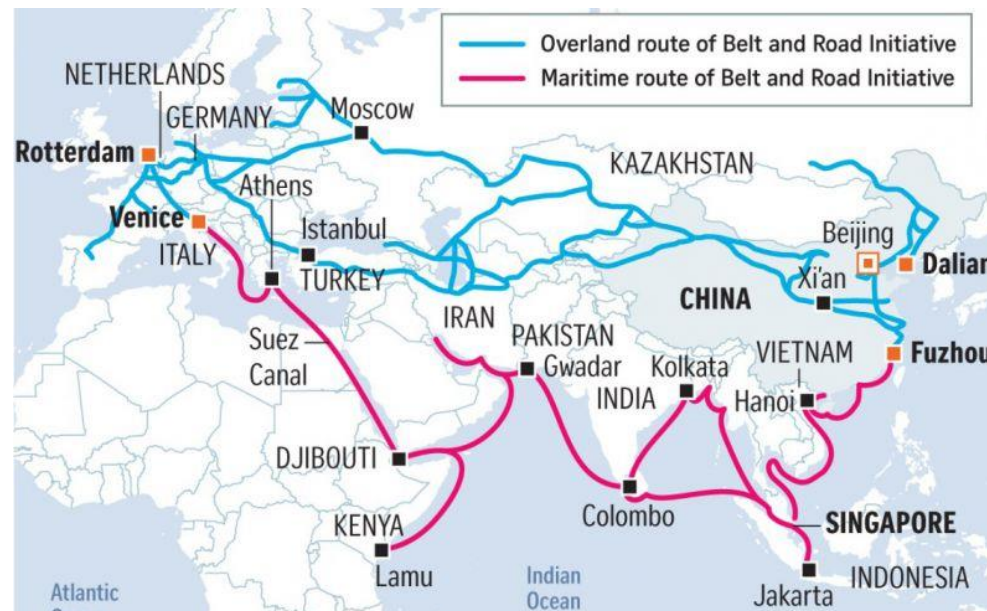 Overland route of Belt and Road Initiative
Maritime route of Belt and Road Initiative
NETHERLANDS
Moscow
GERMANY
Rotterdam
KAZAKHSTAN
Athens
Venice
Istanbul
Beijing
ITALY
TURKEY
Dalian
Xi'an
CHINA
IRAN
Suez
Canal
PAKISTAN
Gwadar
VIETNAM
Fuzhou
Kolkata
INDIA
Hanoi
DJIBOUTI
Colombo
SINGAPORE
KENYA
Lamu
Jakarta
INDONESIA
Atlantic
Indian
Ocean